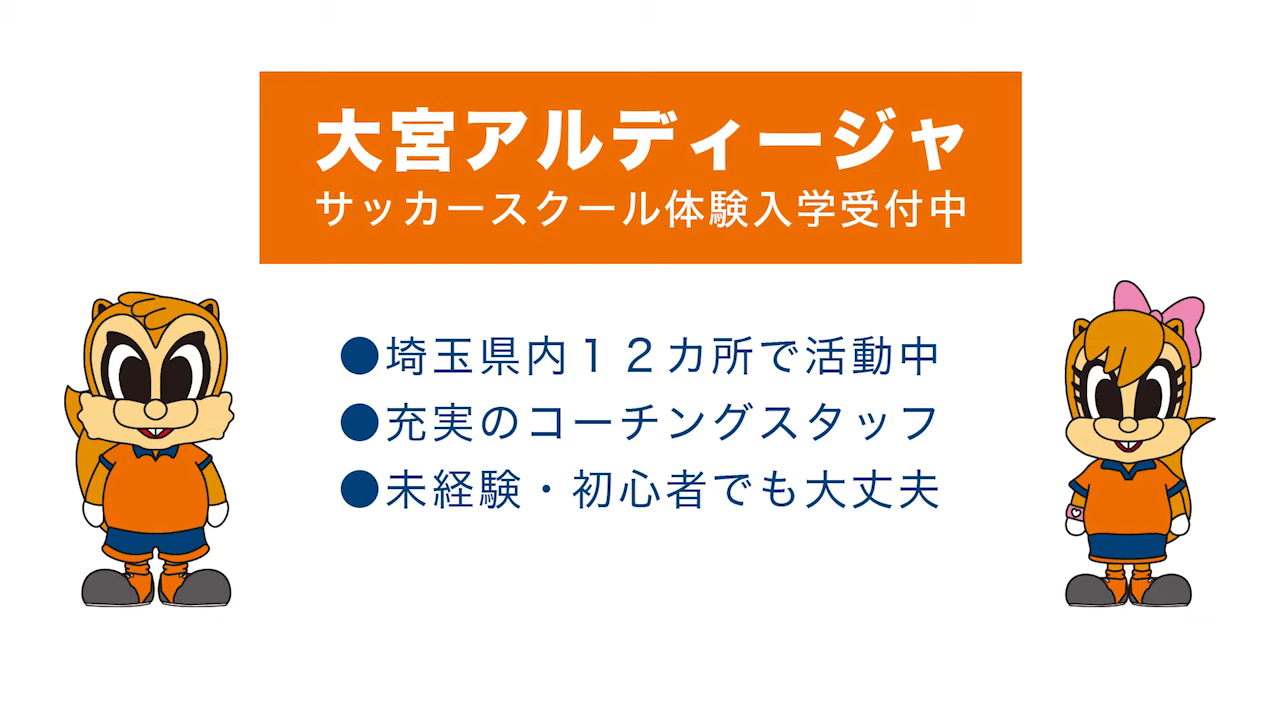 大宮アルディージャ
サッカースクール体験入学受付中
●埼玉県内１２カ所で活動中
●充実のコーチングスタッフ
●未経験・初心者でも大丈夫